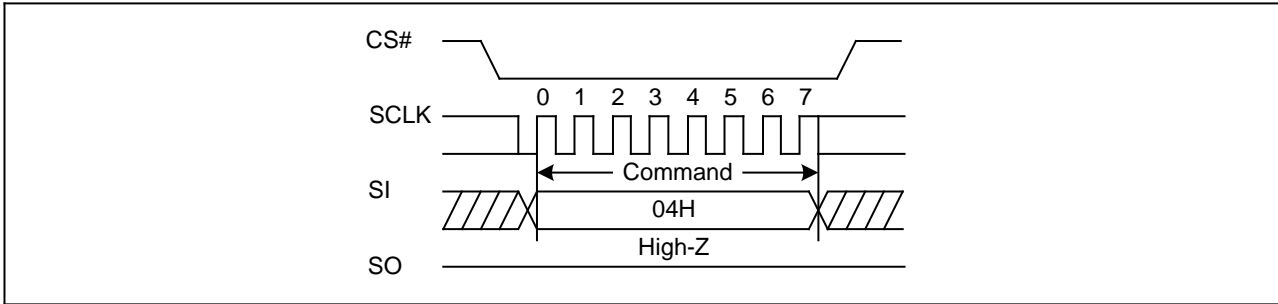 CS#
0 1 2 3 4 5 6 7
SCLK
Command
SI
04H
High-Z
SO